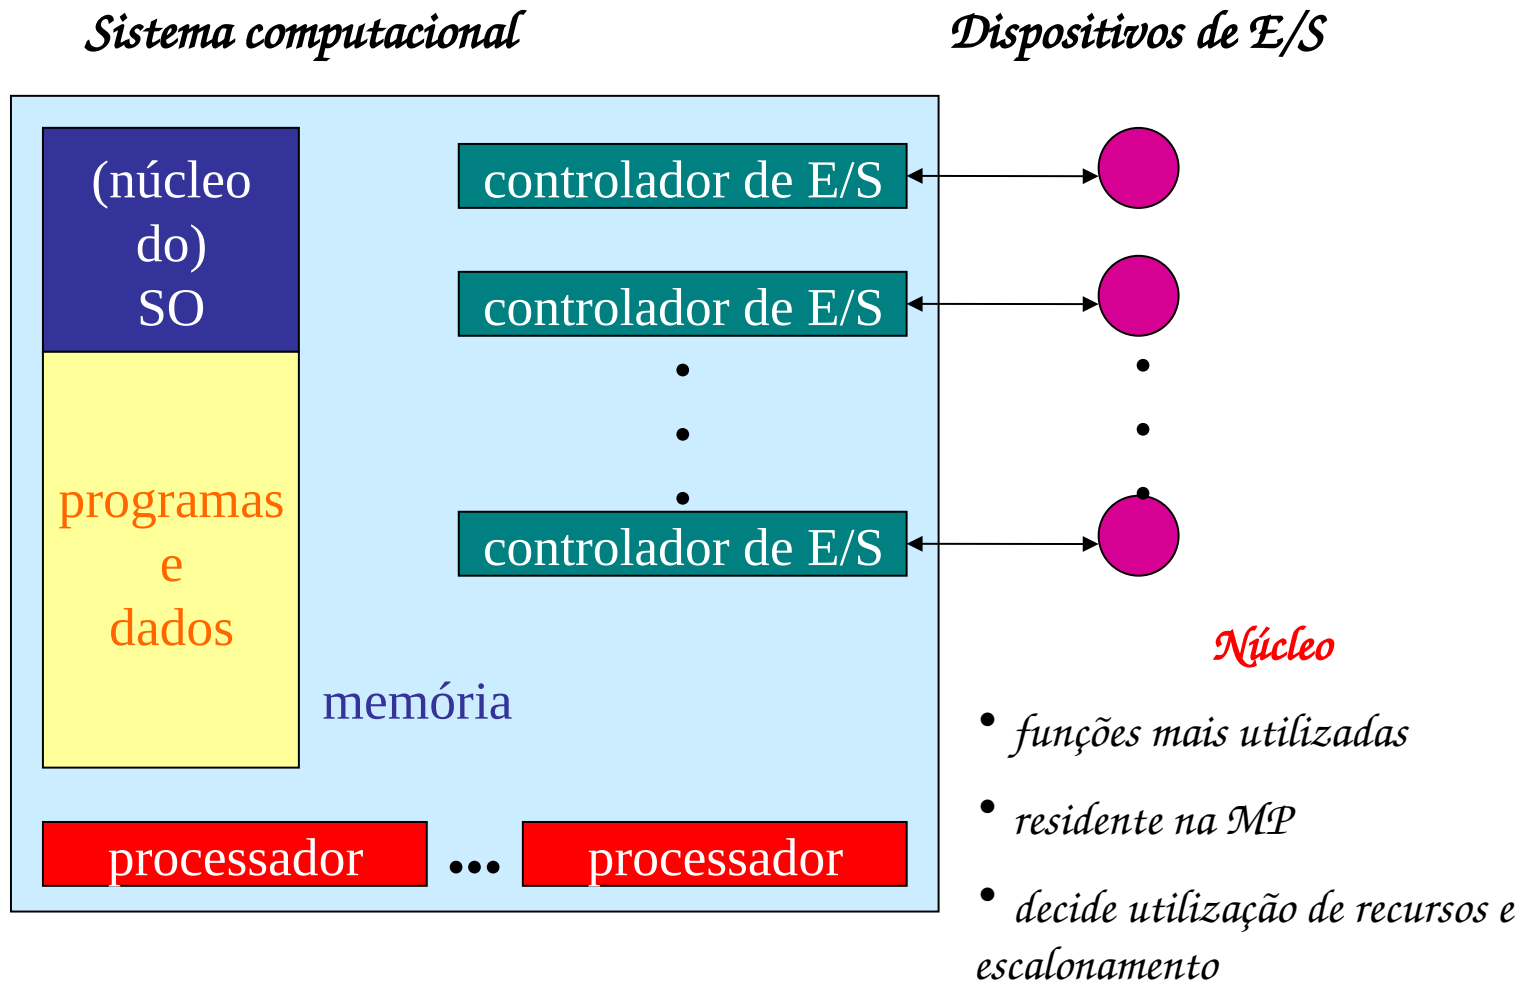 Sistema computacional
Dispositivos de E/S
(núcleo
do)
SO
programas
e
dados
memória
controlador de E/S
controlador de E/S
controlador de E/S
processador ... processador
Núcleo
• funções mais utilizadas
• residente na MP
• decide utilização de recursos e
escalonamento